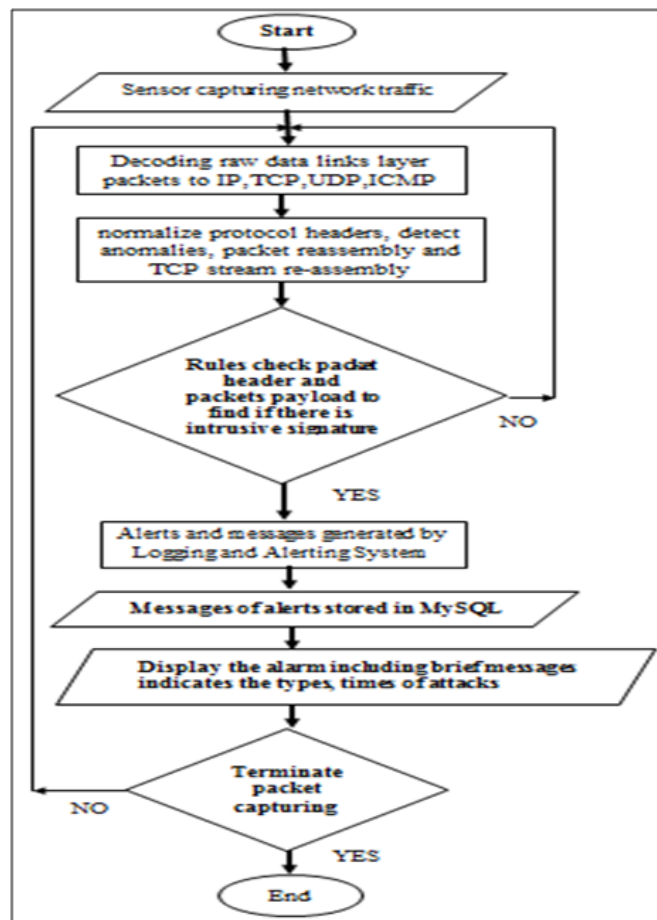 Start
Sensor capturing network traffic
Decoding raw data links layer
packets to IP,TCP,UDP,ICMP
normalize protocol headers, detect
anomalies, packet reassembly and
TCP stream re-assembly
Rules check packet
header and
packets payload to
find if there is
intrusive signature
NO
YES
Alerts and messages generated by
Logging and Alerting System
Messages of alerts stored in MySQL
Display the alarm including brief messages
indicates the types, times of attacks
Terminate
packet
capturing
NO
YES
End